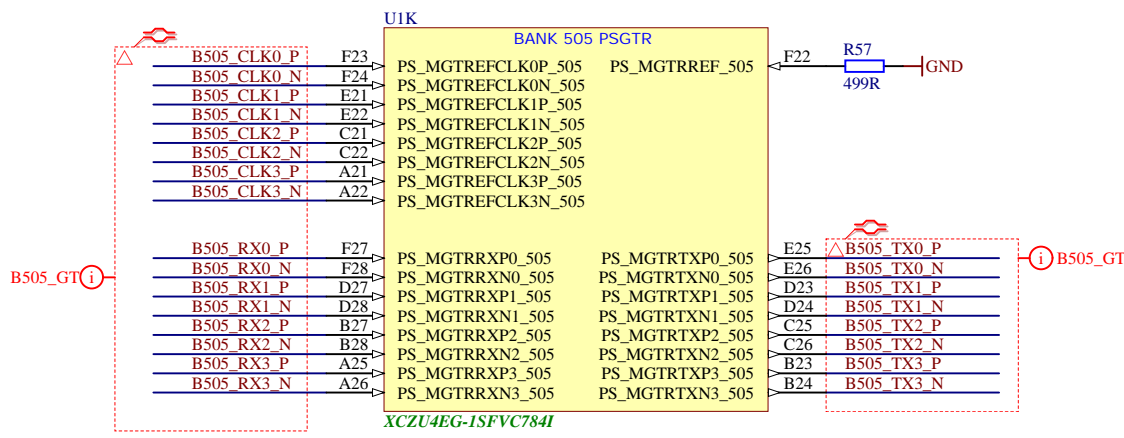 U1K
BANK 505 PSGTR
B505_CLK0_P F23 PS_MGTREFCLK0P_505 PS_MGTRREF_505 F22 R57 GND
499R
B505_CLK0_N F24 PS_MGTREFCLK0N_505
B505_CLK1_P E21 PS_MGTREFCLK1P_505
B505_CLK1_N E22 PS_MGTREFCLK1N_505
B505_CLK2_P C21 PS_MGTREFCLK2P_505
B505_CLK2_N C22 PS_MGTREFCLK2N_505
B505_CLK3_P A21 PS_MGTREFCLK3P_505
B505_CLK3_N A22 PS_MGTREFCLK3N_505
B505_RX0_P F27 PS_MGTRRXP0_505 PS_MGTRTXP0_505 E25 B505_TX0_P
B505_GT i B505_RX0_N F28 PS_MGTRRXN0_505 PS_MGTRTXN0_505 E26 B505_TX0_N i B505_GT
B505_RX1_P D27 PS_MGTRRXP1_505 PS_MGTRTXP1_505 D23 B505_TX1_P
B505_RX1_N D28 PS_MGTRRXN1_505 PS_MGTRTXN1_505 D24 B505_TX1_N
B505_RX2_P B27 PS_MGTRRXP2_505 PS_MGTRTXP2_505 C25 B505_TX2_P
B505_RX2_N B28 PS_MGTRRXN2_505 PS_MGTRTXN2_505 C26 B505_TX2_N
B505_RX3_P A25 PS_MGTRRXP3_505 PS_MGTRTXP3_505 B23 B505_TX3_P
B505_RX3_N A26 PS_MGTRRXN3_505 PS_MGTRTXN3_505 B24 B505_TX3_N
XCZU4EG-1SFVC784I